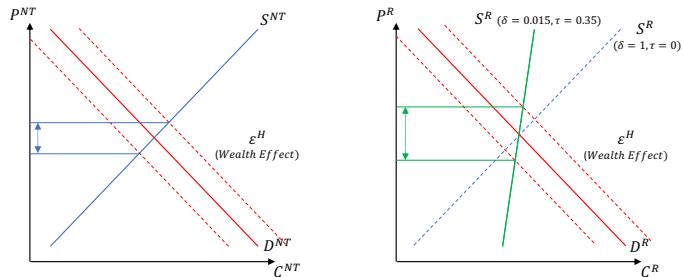 P^{NT}
S^{NT}
ε^H
(Wealth Effect)
D^{NT}
C^{NT}
P^R
S^R (δ = 0.015, τ = 0.35)
S^R
(δ = 1, τ = 0)
ε^H
(Wealth Effect)
D^R
C^R